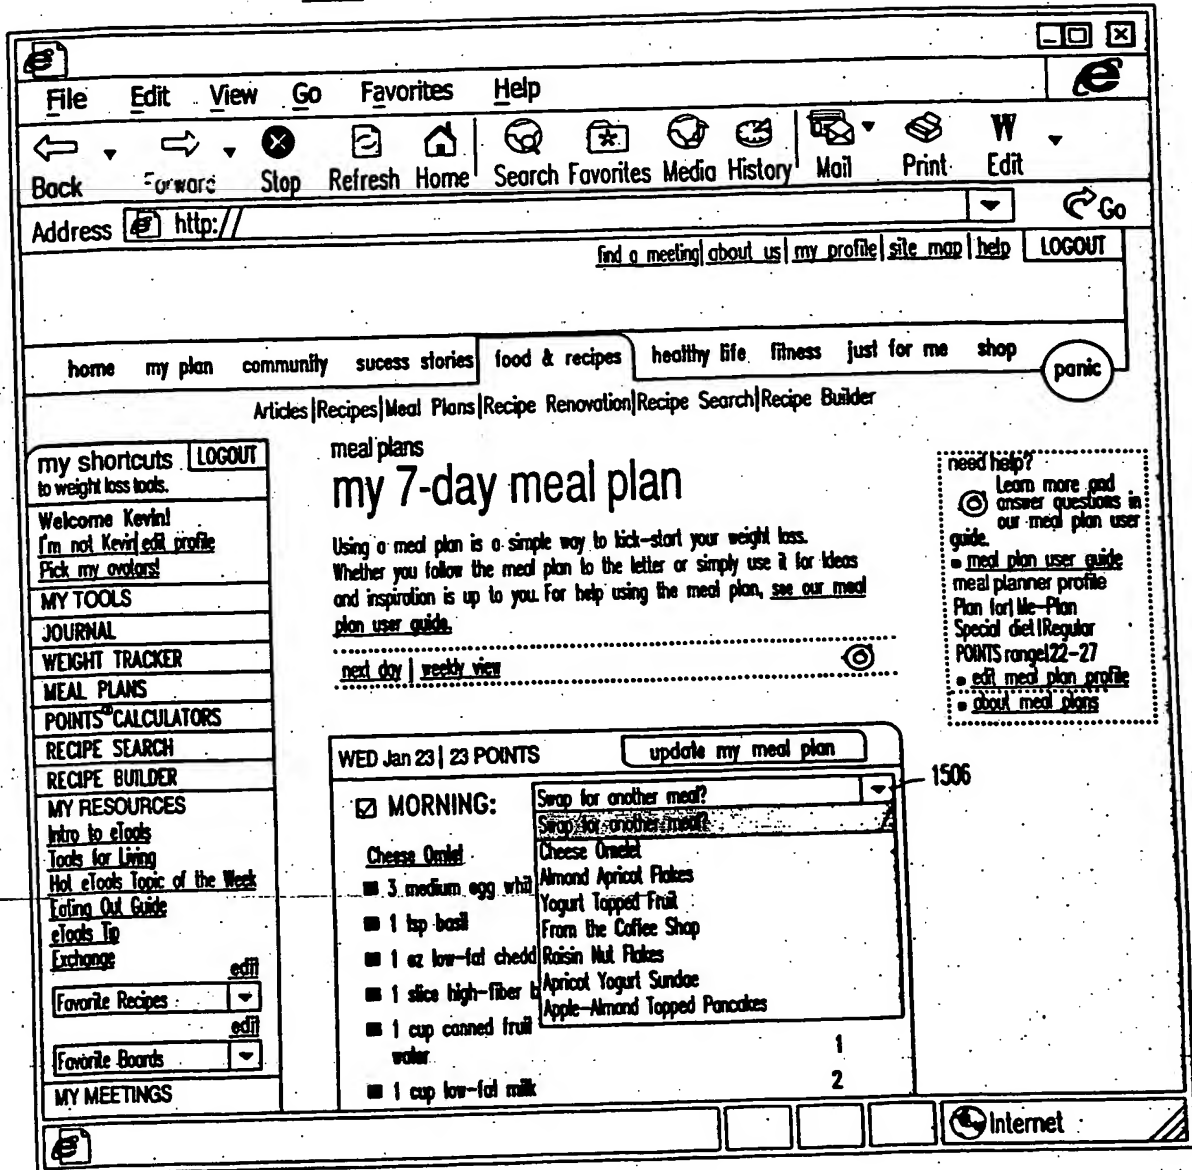 File Edit View Go Favorites Help
Back Forward Stop Refresh Home Search Favorites Media History Mail Print Edit
Address http:// Go
find a meeting|about us|my profile|site map|help LOGOUT
home my plan community sucess stories food & recipes healthy life fitness just for me shop panic
Articles|Recipes|Meal Plans|Recipe Renovation|Recipe Search|Recipe Builder
my shortcuts LOGOUT
to weight loss tools.
Welcome Kevin!
I'm not Kevin|edit profile
Pick my avatars!
MY TOOLS
JOURNAL
WEIGHT TRACKER
MEAL PLANS
POINTS® CALCULATORS
RECIPE SEARCH
RECIPE BUILDER
MY RESOURCES
Intro to eTools
Tools for Living
Hot eTools Topic of the Week
Eating Out Guide
eTools Tip
Exchange
edit
Favorite Recipes
edit
Favorite Boards
MY MEETINGS
meal plans
my 7-day meal plan
Using a meal plan is a simple way to kick-start your weight loss.
Whether you follow the meal plan to the letter or simply use it for ideas
and inspiration is up to you. For help using the meal plan, see our meal
plan user guide.
next day | weekly view
WED Jan 23 | 23 POINTS update my meal plan
1506
MORNING: Swap for another meal?
Swap for another meal?
Cheese Omelet
Almond Apricot Flakes
Yogurt Topped Fruit
From the Coffee Shop
Raisin Nut Flakes
Apricot Yogurt Sundae
Apple-Almond Topped Pancakes
Cheese Omlet
3 medium egg whit
1 tsp basil
1 oz low-fat chedd
1 slice high-fiber b
1 cup canned fruit
water 1
1 cup low-fat milk 2
need help?
Learn more and
answer questions in
our meal plan user
guide.
meal plan user guide
meal planner profile
Plan for| Me-Plan
Special diet|Regular
POINTS range|22-27
edit meal plan profile
about meal plans
Internet